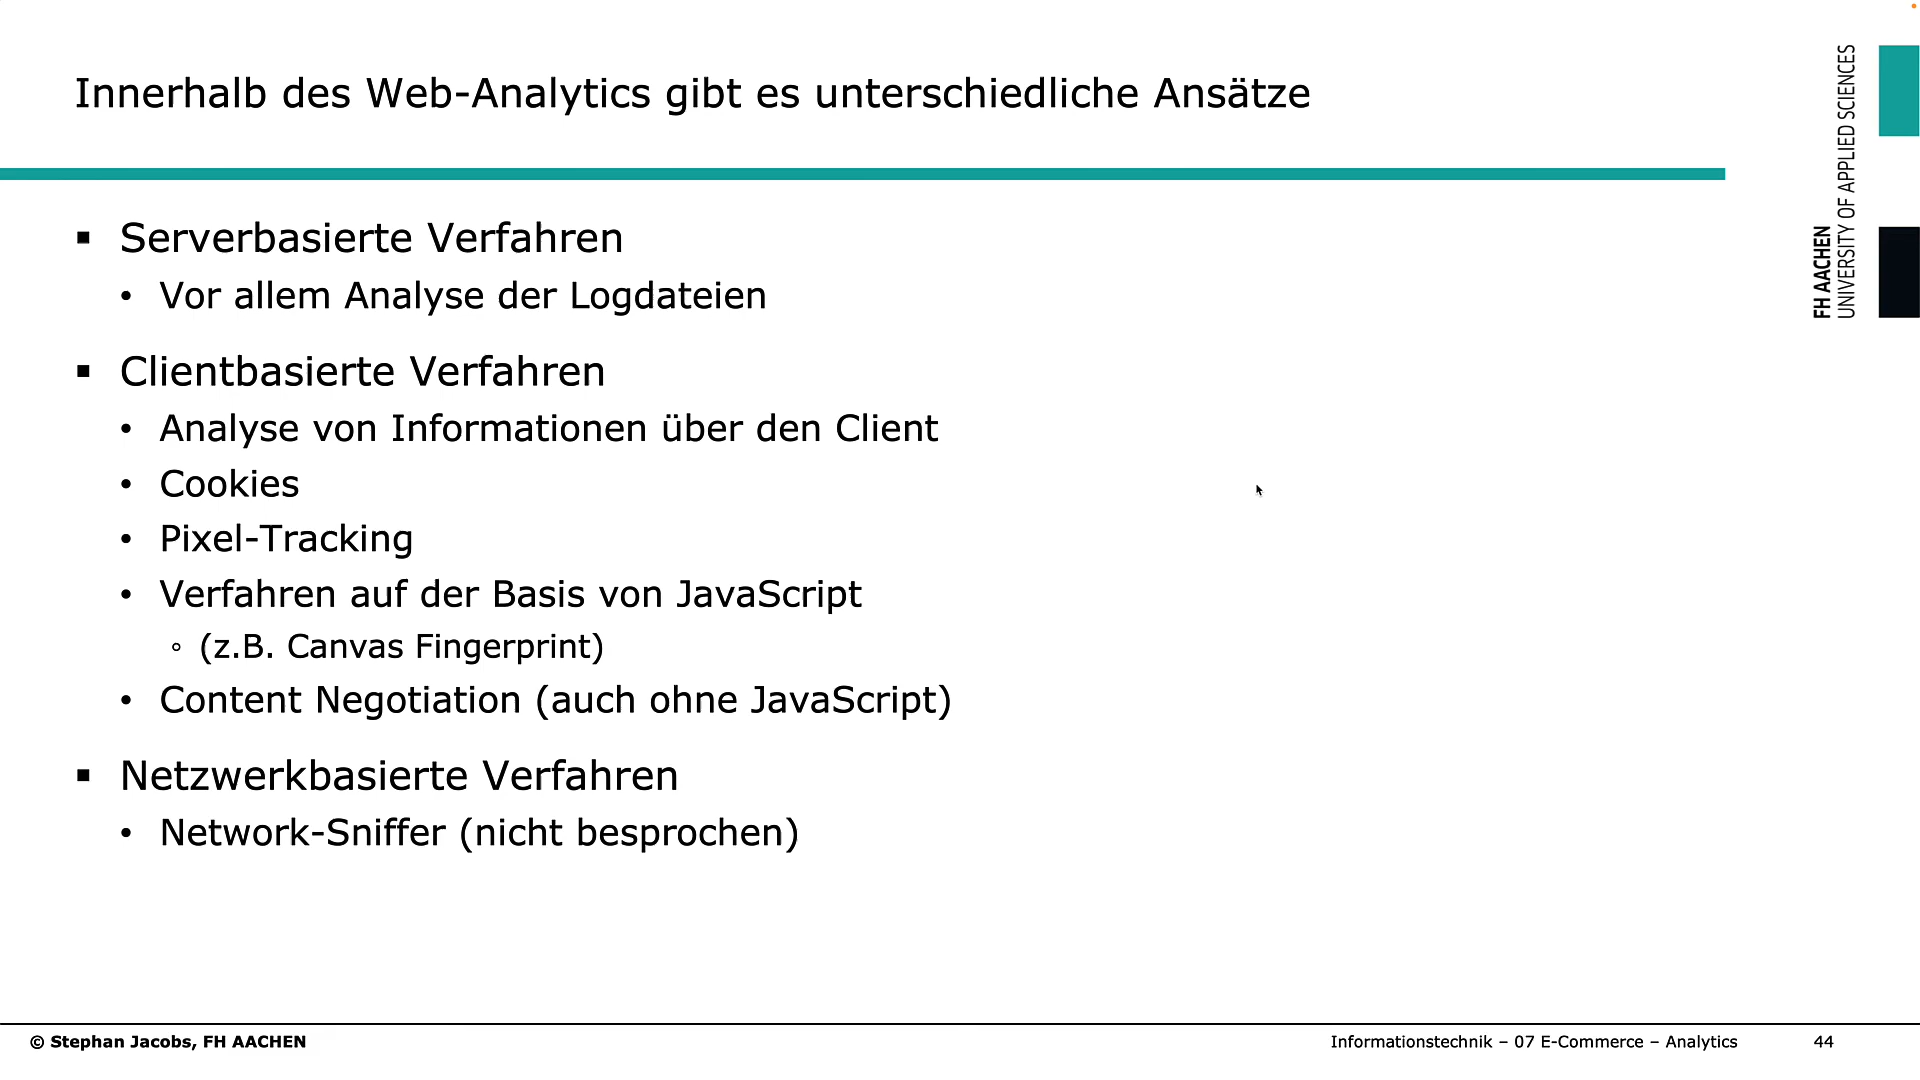 Innerhalb des Web-Analytics gibt es unterschiedliche Ansätze
FH AACHEN
UNIVERSITY OF APPLIED SCIENCES
▪ Serverbasierte Verfahren
• Vor allem Analyse der Logdateien
▪ Clientbasierte Verfahren
• Analyse von Informationen über den Client
• Cookies
• Pixel-Tracking
• Verfahren auf der Basis von JavaScript
◦ (z.B. Canvas Fingerprint)
• Content Negotiation (auch ohne JavaScript)
▪ Netzwerkbasierte Verfahren
• Network-Sniffer (nicht besprochen)
© Stephan Jacobs, FH AACHEN
Informationstechnik – 07 E-Commerce – Analytics 44